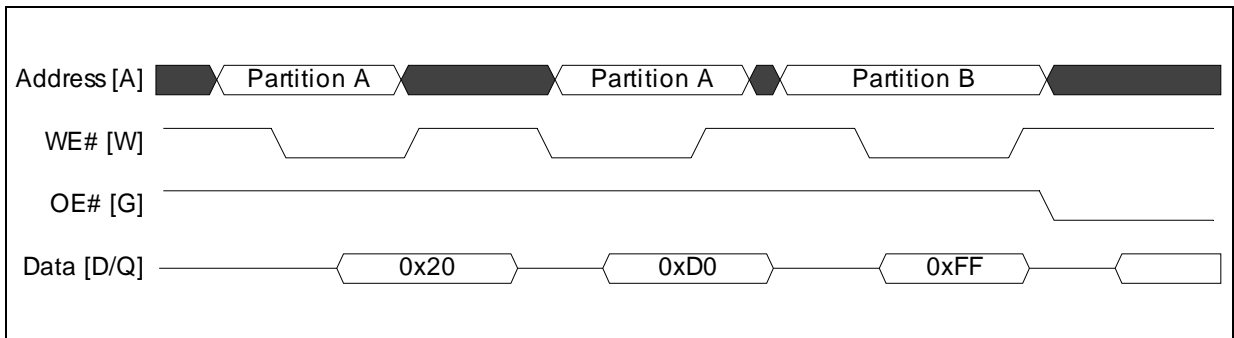 Address [A] Partition A Partition A Partition B
WE# [W]
OE# [G]
Data [D/Q] 0x20 0xD0 0xFF